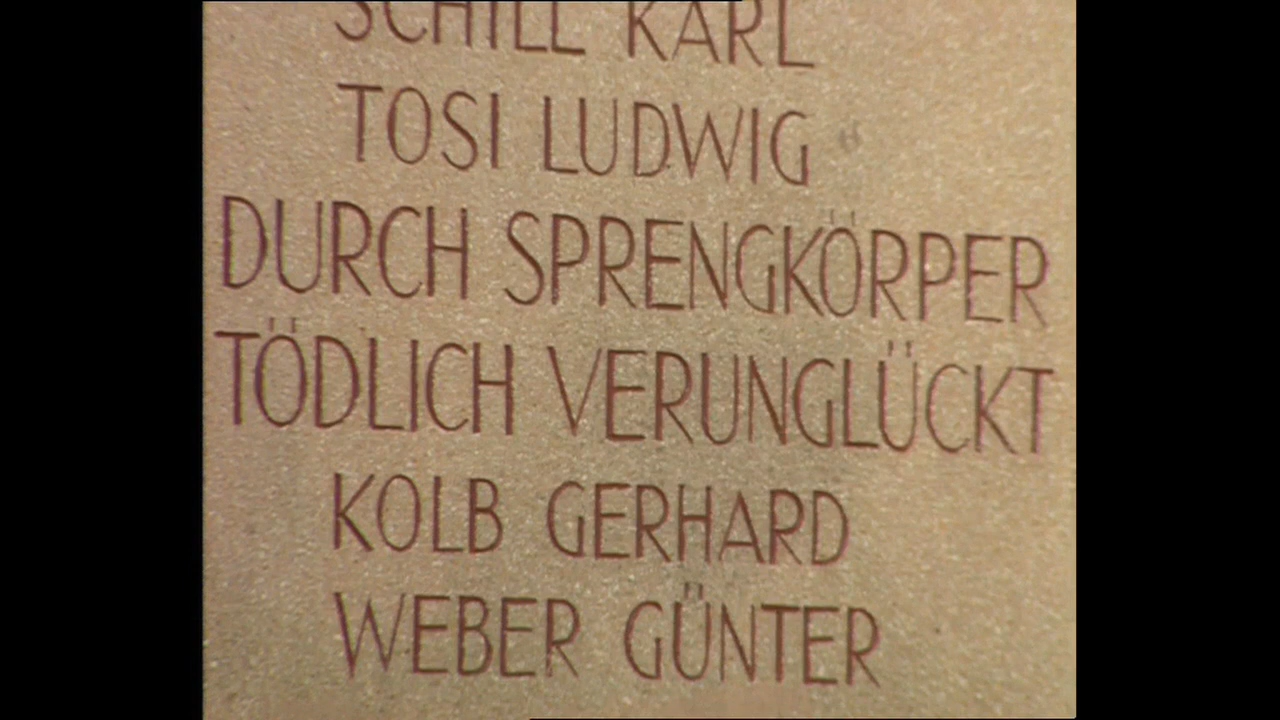 SCHILL KARL
TOSI LUDWIG
DURCH SPRENGKÖRPER
TÖDLICH VERUNGLÜCKT
KOLB GERHARD
WEBER GÜNTER